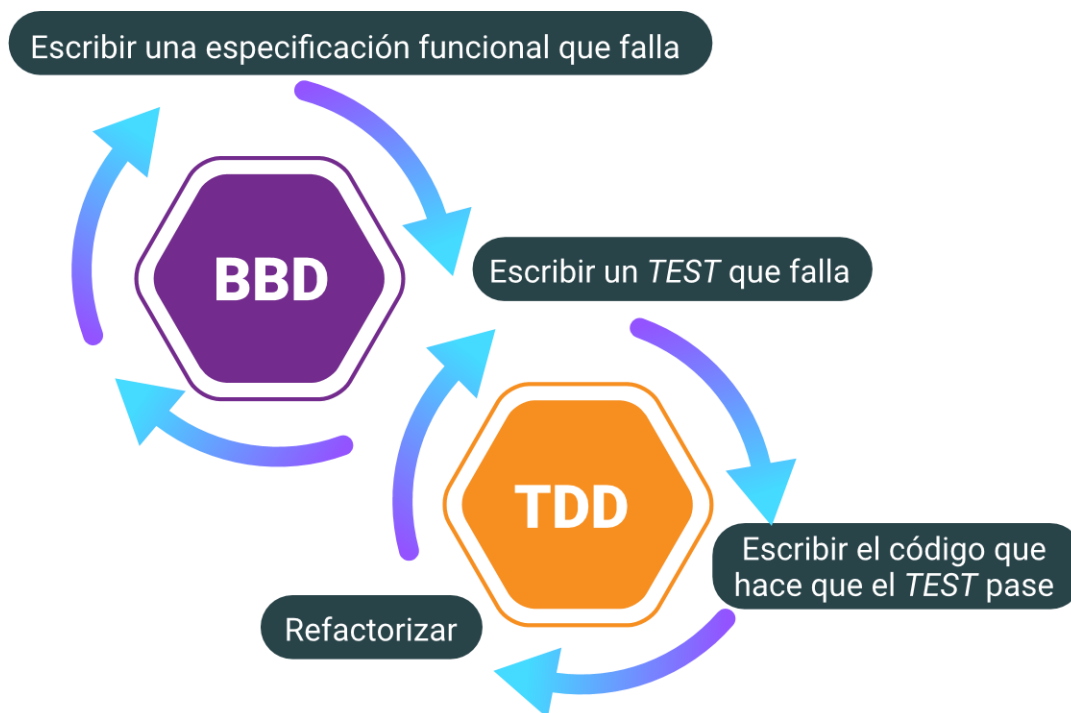 Escribir una especificación funcional que falla
BBD
Escribir un TEST que falla
TDD
Escribir el código que
hace que el TEST pase
Refactorizar